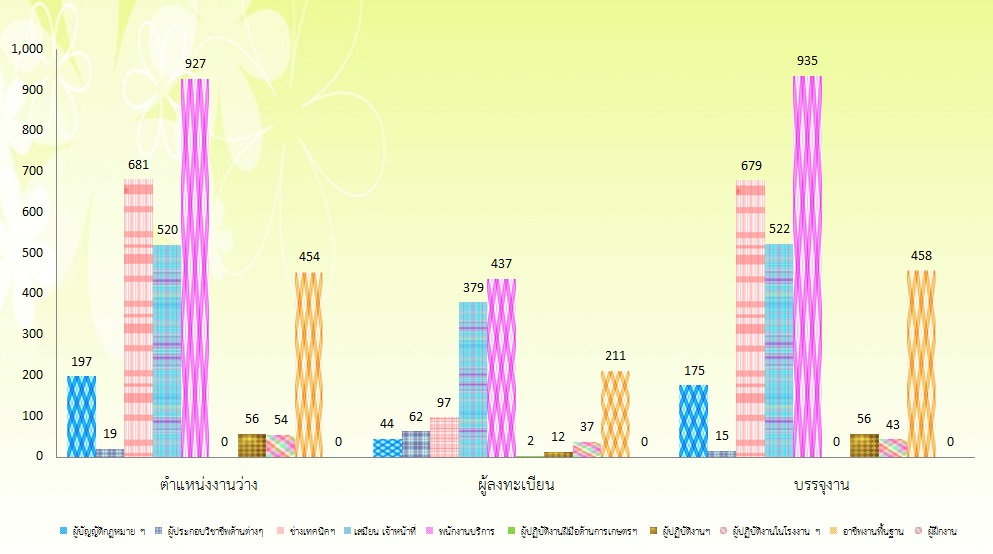 1,000
900
800
700
600
500
400
300
200
100
0
197 19 681 520 927 0 56 54 454 0
44 62 97 379 437 2 12 37 211 0
175 15 679 522 935 0 56 43 458 0
ตำแหน่งงานว่าง ผู้ลงทะเบียน บรรจุงาน
ผู้บัญญัติกฎหมาย ฯ ผู้ประกอบวิชาชีพด้านต่างๆ ช่างเทคนิคฯ เสมียน เจ้าหน้าที่ พนักงานบริการ ผู้ปฏิบัติงานฝีมือด้านการเกษตรฯ ผู้ปฏิบัติงานฯ ผู้ปฏิบัติงานในโรงงาน ฯ อาชีพงานพื้นฐาน ผู้ฝึกงาน